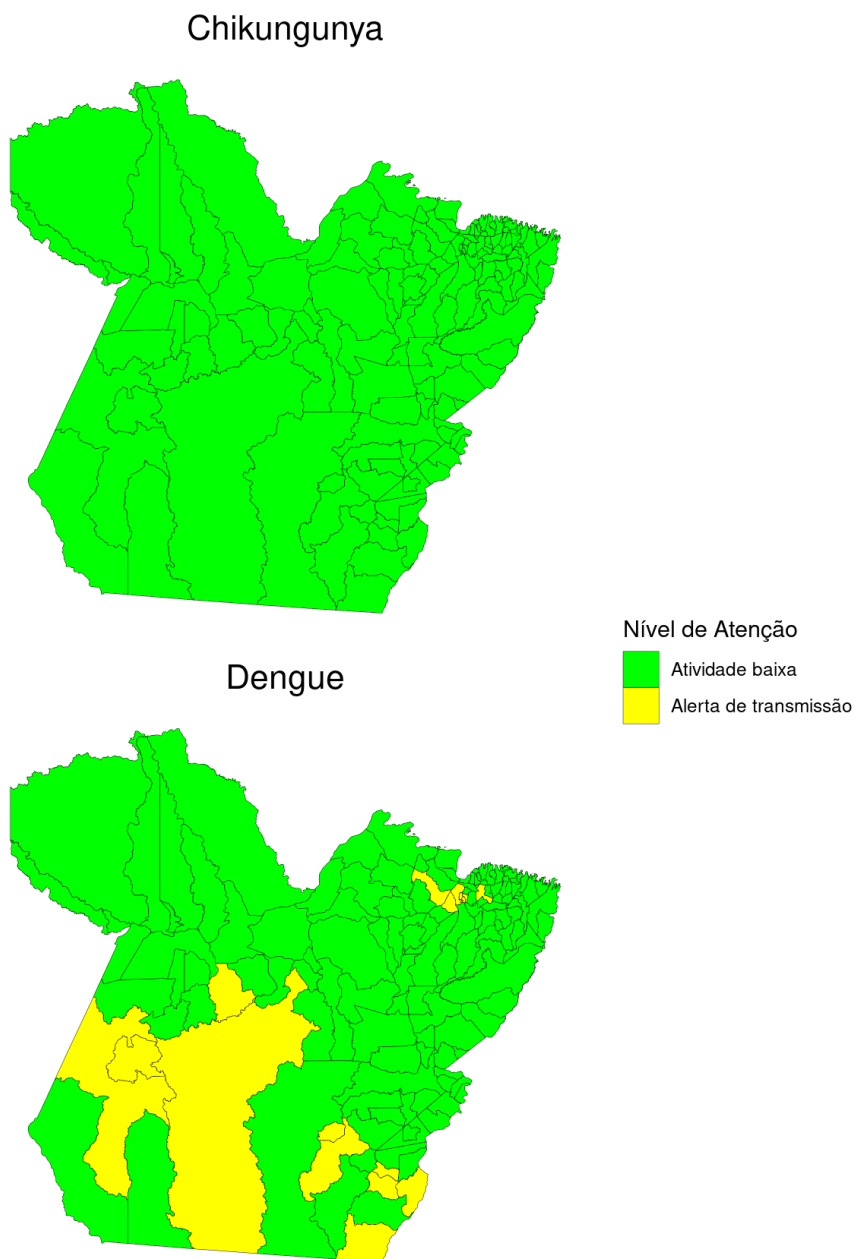 Chikungunya
Nível de Atenção
Atividade baixa
Alerta de transmissão
Dengue